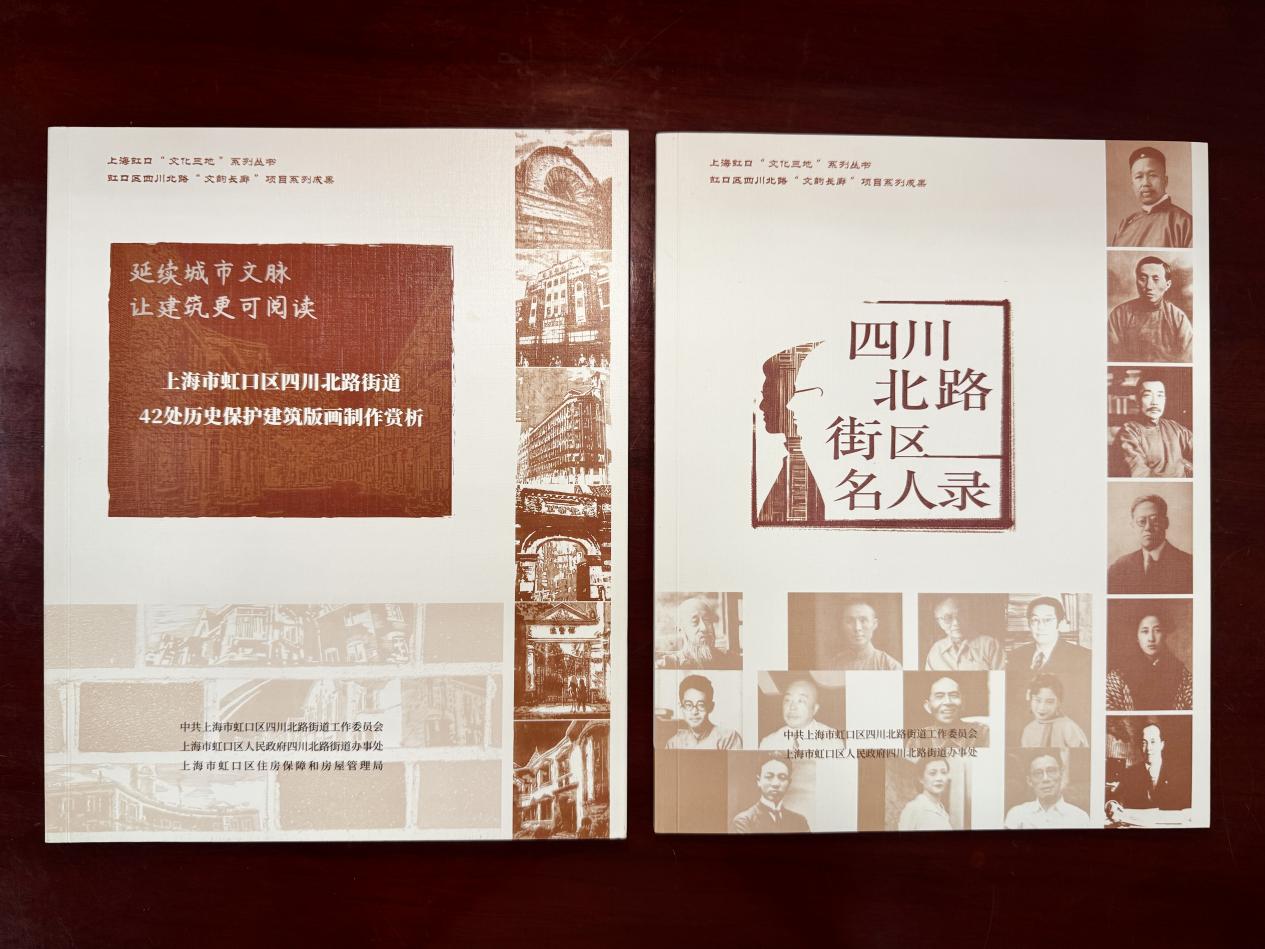 上海虹口“文化三地”系列丛书
虹口区四川北路“文韵长廊”项目系列成果
延续城市文脉
让建筑更可阅读
上海市虹口区四川北路街道
42处历史保护建筑版画制作赏析
中共上海市虹口区四川北路街道工作委员会
上海市虹口区人民政府四川北路街道办事处
上海市虹口区住房保障和房屋管理局
上海虹口“文化三地”系列丛书
虹口区四川北路“文韵长廊”项目系列成果
四川
北路
街区
名人录
中共上海市虹口区四川北路街道工作委员会
上海市虹口区人民政府四川北路街道办事处